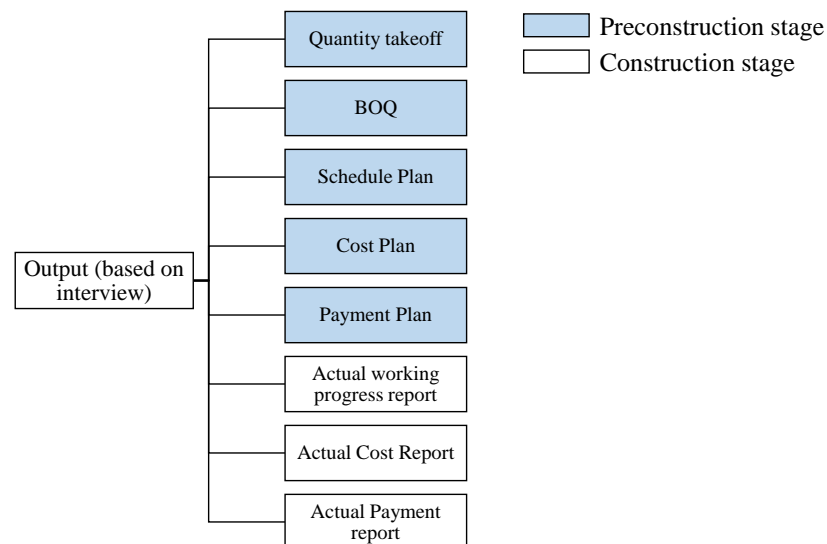 Quantity takeoff
Preconstruction stage
Construction stage
BOQ
Schedule Plan
Cost Plan
Output (based on
interview)
Payment Plan
Actual working
progress report
Actual Cost Report
Actual Payment
report